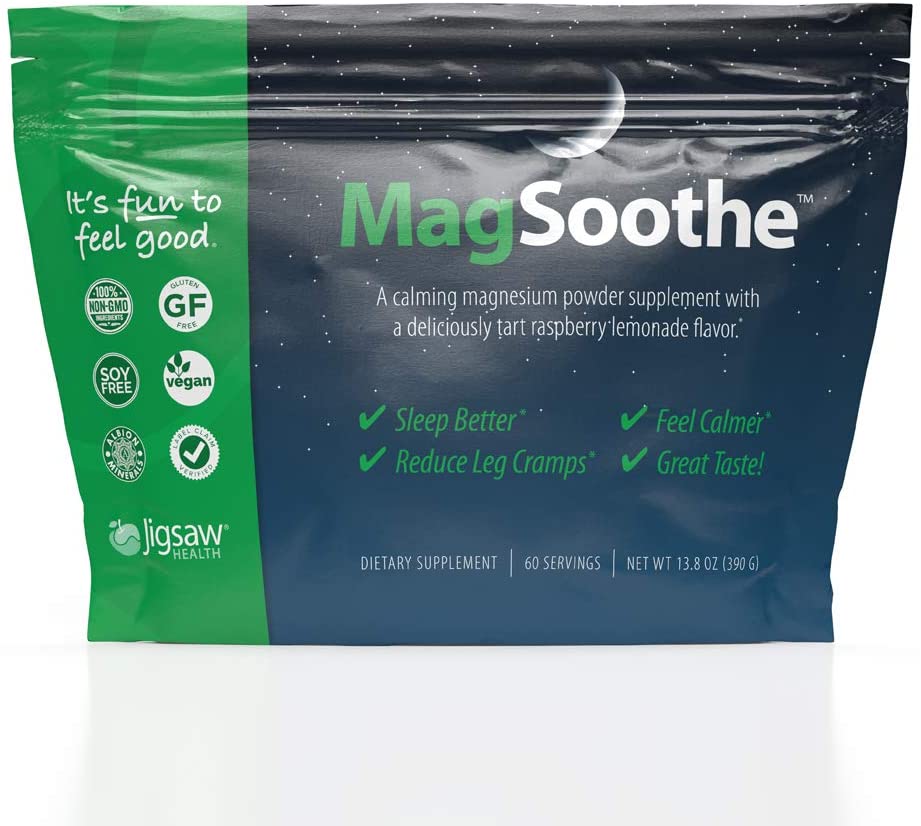 It's fun to
feel good®
100%
NON-GMO
INGREDIENTS
GLUTEN
GF
FREE
SOY
FREE
vegan
ALBION
MINERALS
LABEL CLAIM
VERIFIED
Jigsaw®
HEALTH
MagSoothe™
A calming magnesium powder supplement with
a deliciously tart raspberry lemonade flavor.*
✔ Sleep Better*
✔ Feel Calmer*
✔ Reduce Leg Cramps*
✔ Great Taste!
DIETARY SUPPLEMENT | 60 SERVINGS | NET WT 13.8 OZ (390 G)